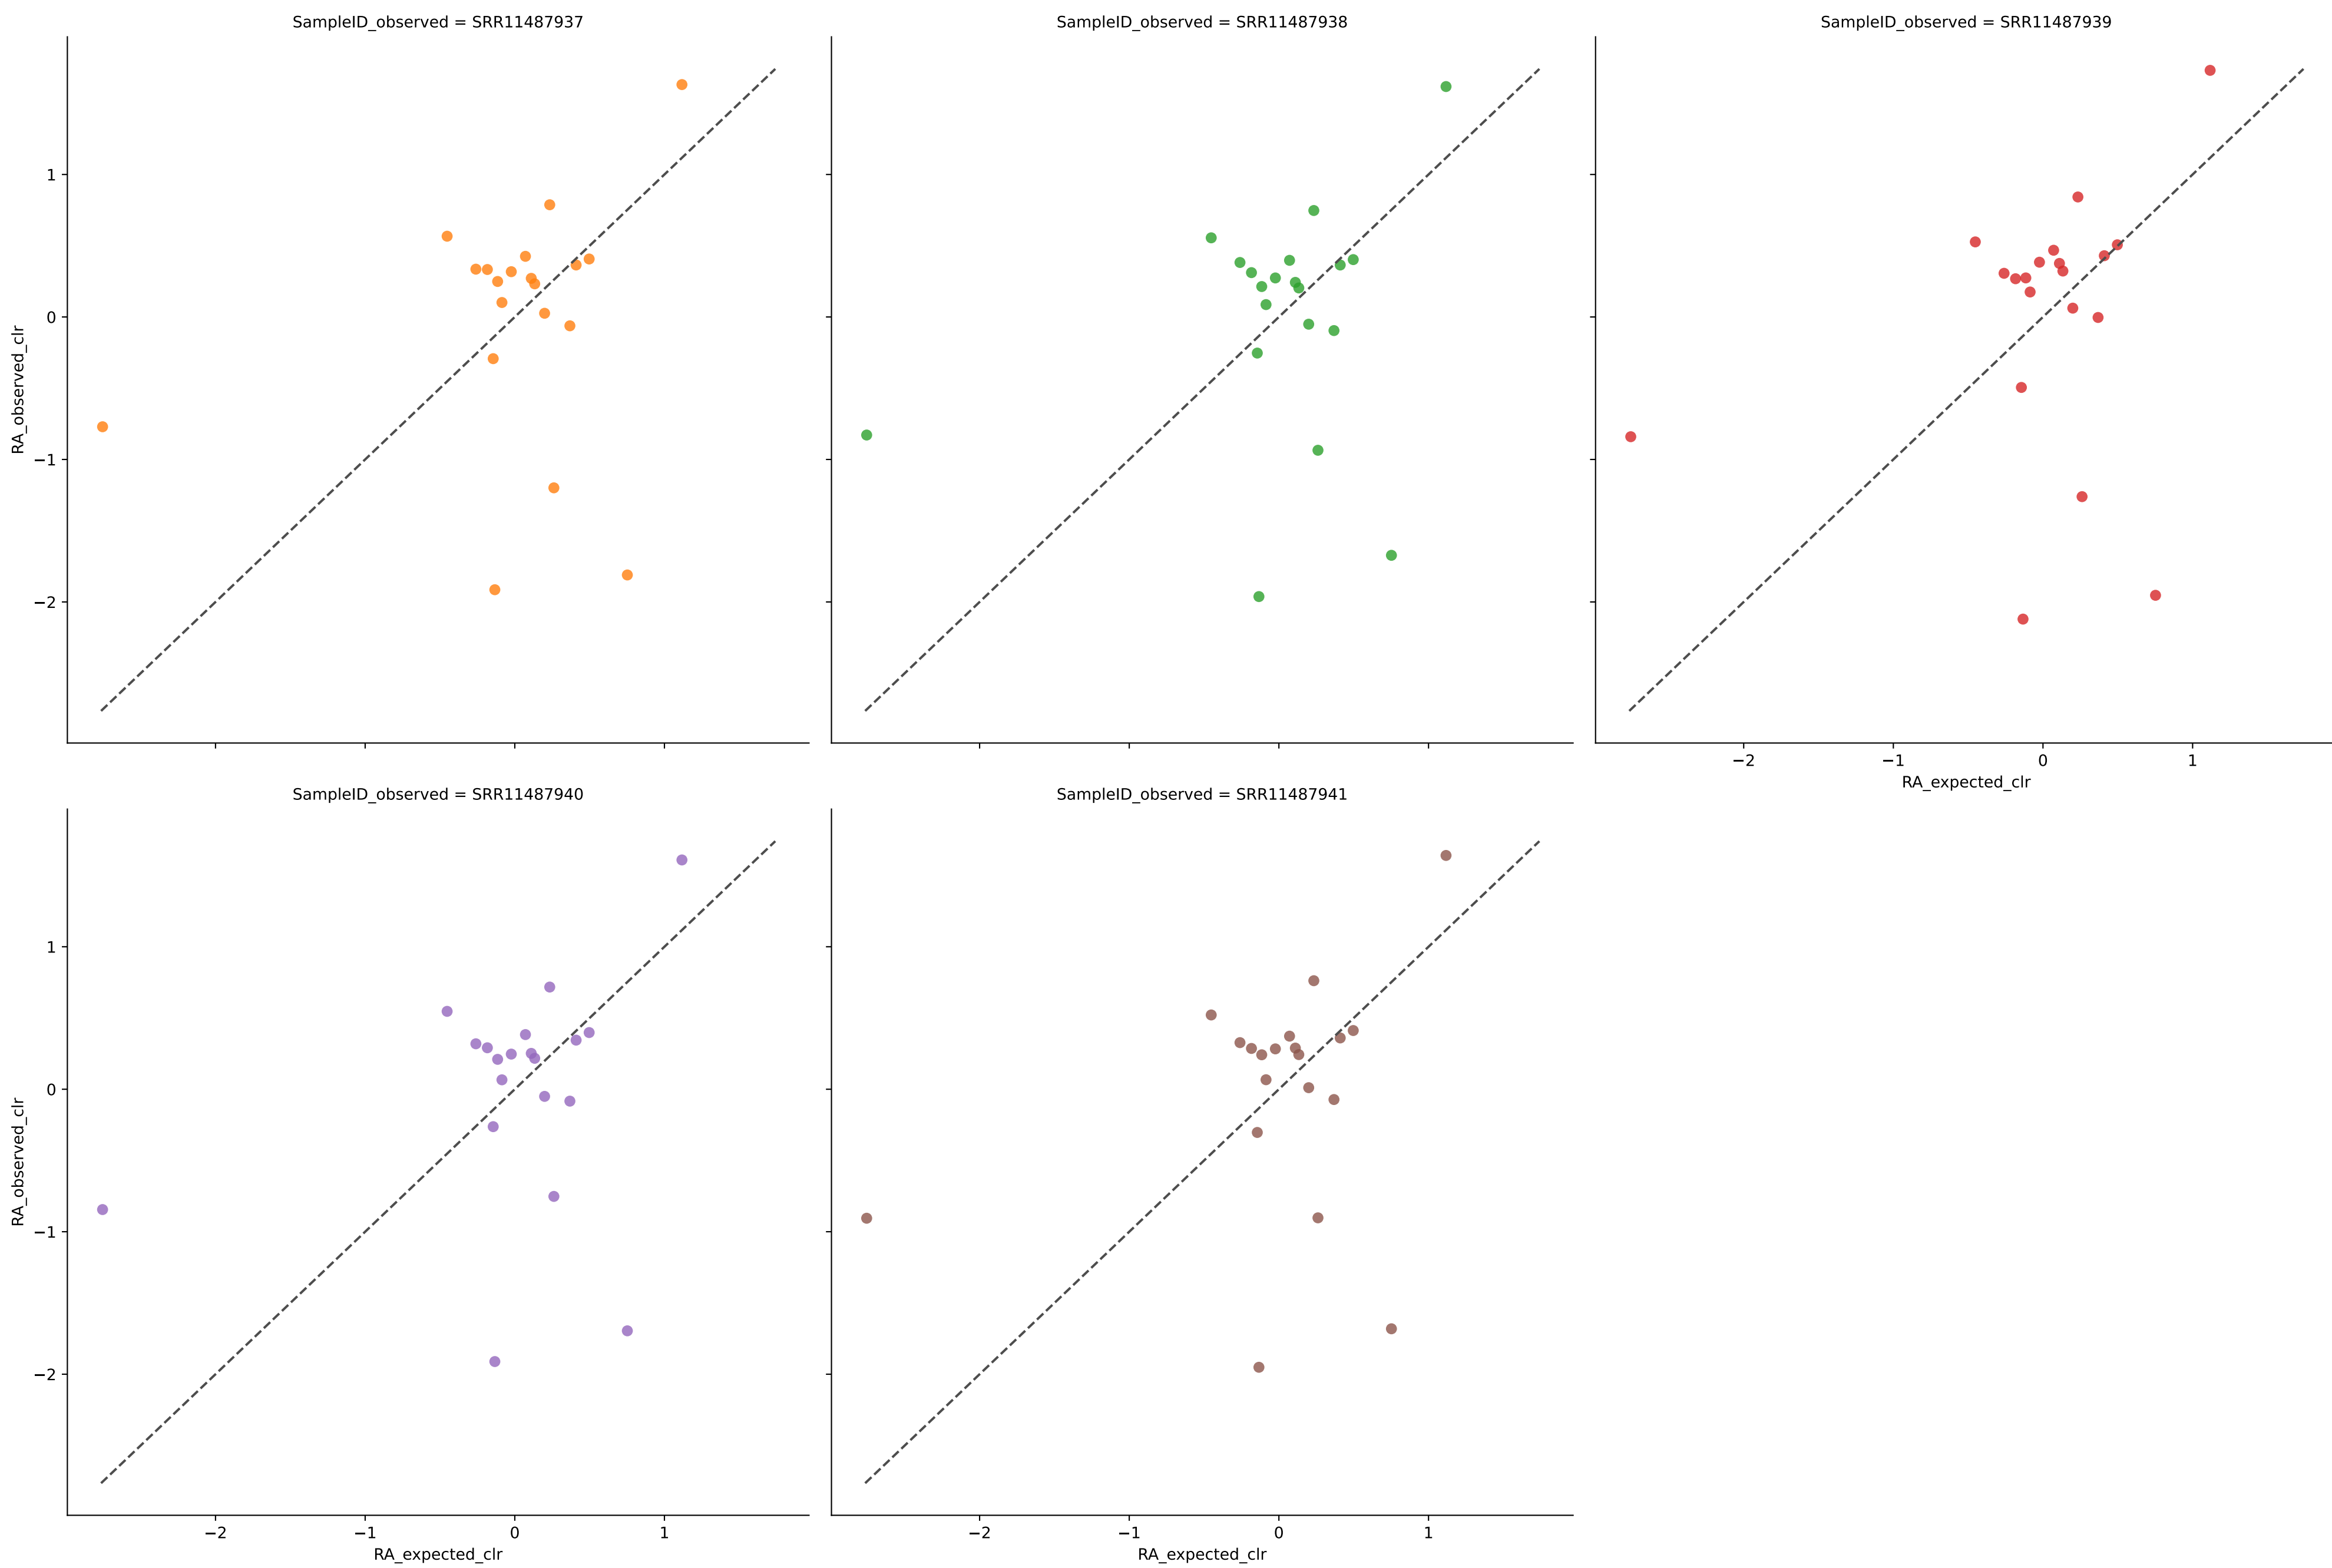 SampleID_observed = SRR11487937
SampleID_observed = SRR11487938
SampleID_observed = SRR11487939
RA_observed_clr
1
0
−1
−2
−2
−1
0
1
RA_expected_clr
SampleID_observed = SRR11487940
SampleID_observed = SRR11487941
RA_observed_clr
1
0
−1
−2
−2
−1
0
1
RA_expected_clr
−2
−1
0
1
RA_expected_clr